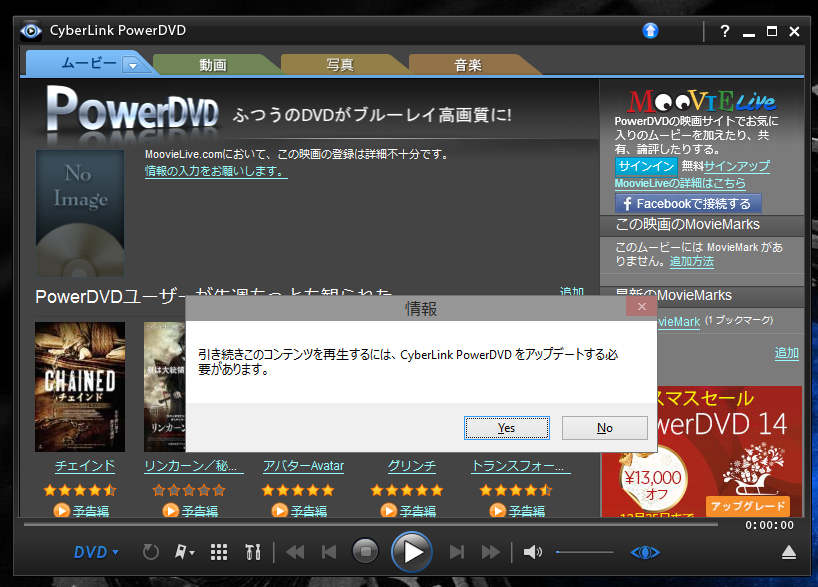 CyberLink PowerDVD
?
ムービー
動画
写真
音楽
PowerDVD ふつうのDVDがブルーレイ高画質に!
MOOVIE Live
PowerDVDの映画サイトでお気に
入りのムービーを加えたり、共
有、論評したりする。
サインイン 無料サインアップ
MoovieLiveの詳細はこちら
Facebookで接続する
No
Image
MoovieLive.comにおいて、この映画の登録は詳細不十分です。
情報の入力をお願いします。
この映画のMovieMarks
このムービーには MovieMark があ
りません。追加方法
PowerDVDユーザーが先週もっとも観られた
追加
最新のMovieMarks
vieMark (1 ブックマーク)
追加
情報
引き続きこのコンテンツを再生するには、CyberLink PowerDVD をアップデートする必
要があります。
Yes
No
CHAINED
チェインド
昼は大統領
リンカーン
スマスセール
werDVD 14
¥13,000
オフ
12月25日まで
アップグレード
チェインド
リンカーン／秘...
アバターAvatar
グリンチ
トランスフォー...
予告編
予告編
予告編
予告編
予告編
0:00:00
DVD